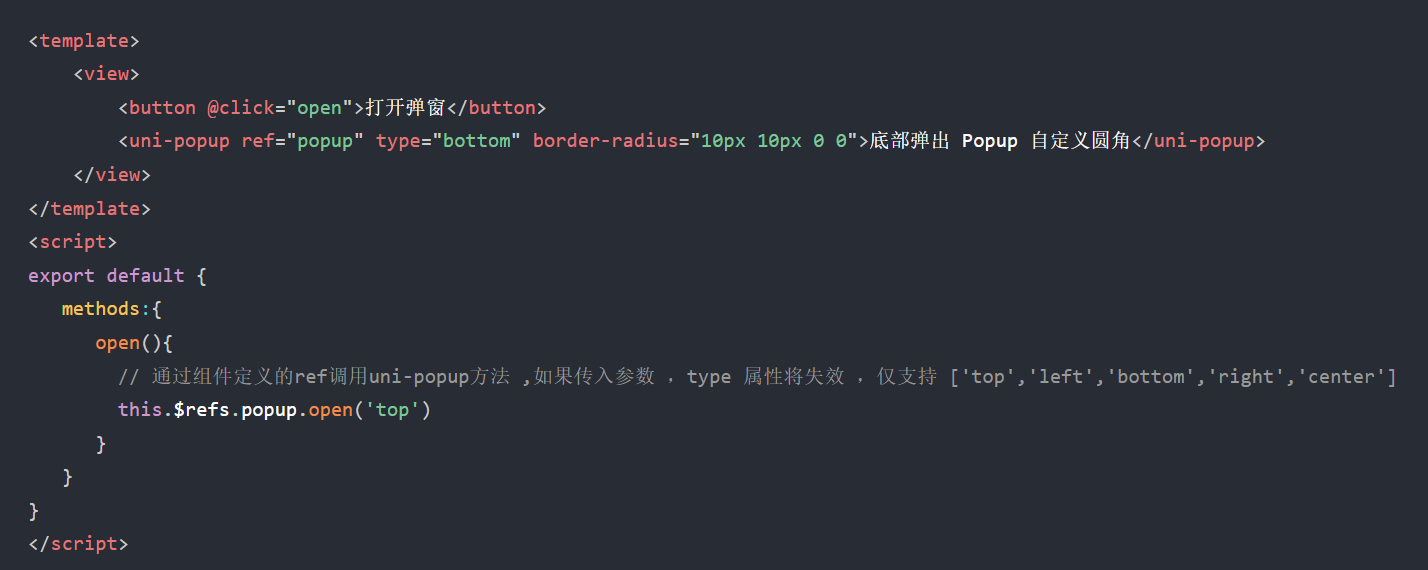 <template>
    <view>
        <button @click="open">打开弹窗</button>
        <uni-popup ref="popup" type="bottom" border-radius="10px 10px 0 0">底部弹出 Popup 自定义圆角</uni-popup>
    </view>
</template>
<script>
export default {
   methods:{
      open(){
        // 通过组件定义的ref调用uni-popup方法 ,如果传入参数 ，type 属性将失效 ，仅支持 ['top','left','bottom','right','center']
        this.$refs.popup.open('top')
      }
   }
}
</script>